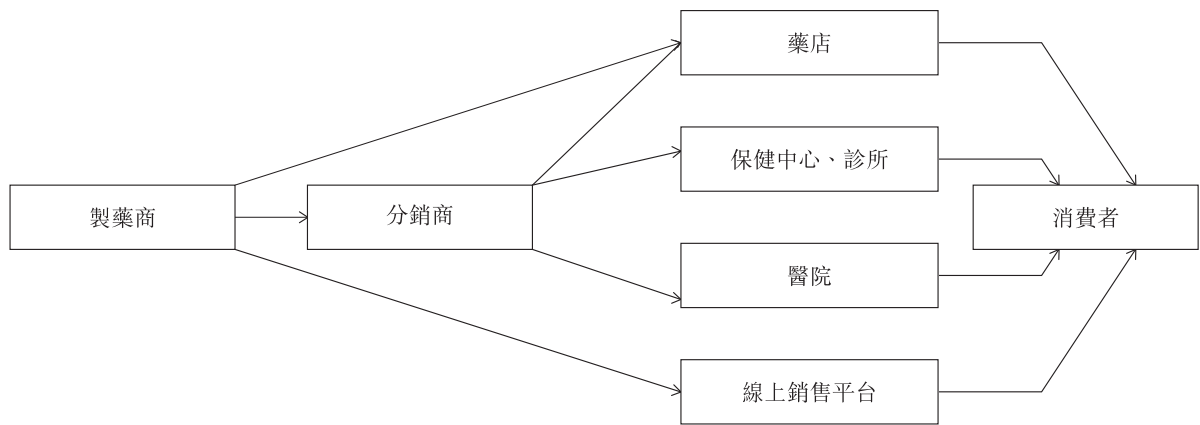 藥店
保健中心、診所
製藥商
分銷商
消費者
醫院
線上銷售平台